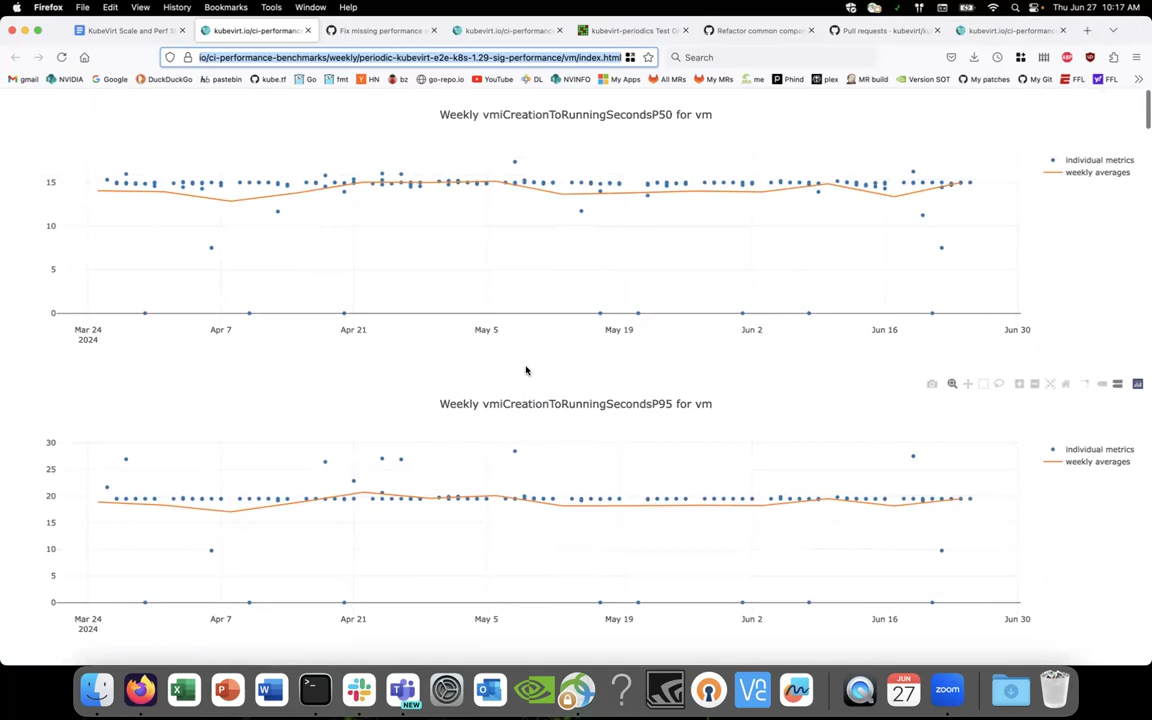 Firefox File Edit View History Bookmarks Tools Window Help Thu Jun 27 10:17 AM
KubeVirt Scale and Perf S kubevirt.io/ci-performance Fix missing performance kubevirt.io/ci-performanc kubevirt-periodics Test Gr Refactor common compon Pull requests · kubevirt/ku kubevirt.io/ci-performanc
io/ci-performance-benchmarks/weekly/periodic-kubevirt-e2e-k8s-1.29-sig-performance/vm/index.html Search
gmail NVIDIA Google DuckDuckGo pastebin kube.tf Go fmt HN bz go-repo.io YouTube DL NVINFO My Apps All MRs My MRs me Phind plex MR build Version SOT My patches My Git FFL FFL
Weekly vmiCreationToRunningSecondsP50 for vm
individual metrics
weekly averages
15
10
5
0
Mar 24 Apr 7 Apr 21 May 5 May 19 Jun 2 Jun 16 Jun 30
2024
Weekly vmiCreationToRunningSecondsP95 for vm
individual metrics
weekly averages
30
25
20
15
10
5
0
Mar 24 Apr 7 Apr 21 May 5 May 19 Jun 2 Jun 16 Jun 30
2024
NEW
JUN
27
zoom